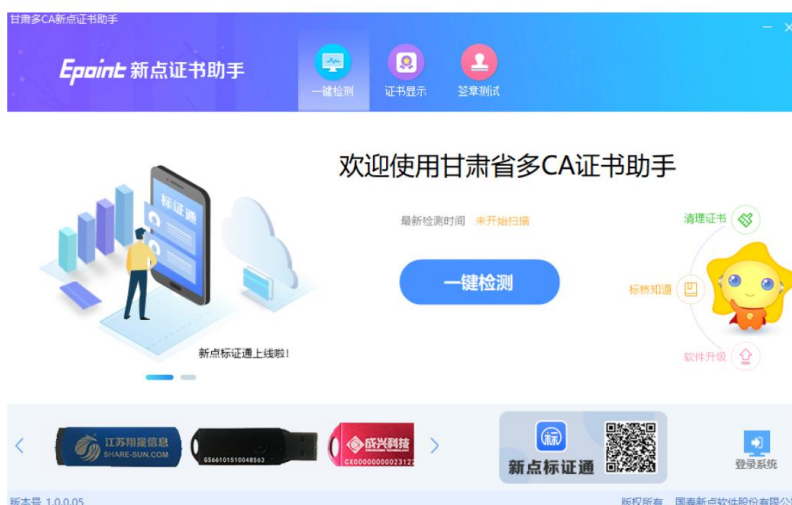 甘肃多CA新点证书助手
Epoint 新点证书助手
一键检测
证书显示
签章测试
欢迎使用甘肃省多CA证书助手
最新检测时间 未开始扫描
一键检测
清理证书
标桥知道
软件升级
标证通
新点标证通上线啦！
江苏翔晟信息
SHARE-SUN.COM
GS66101510048563
成兴科技
CX00000000023122
标
新点标证通
登录系统
版本号 1.0.0.05
版权所有 国泰新点软件股份有限公